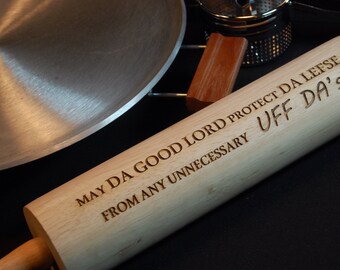 MAY DA GOOD LORD PROTECT DA LEFSE
FROM ANY UNNECESSARY UFF DA's